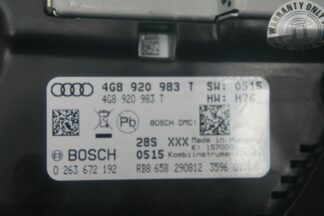 WARRANTY ONLY
4G8 920 983 T SW: 0515
4G8 920 983 T HW: H76
BOSCH DMC:
Pb
28S XXX Made in
BOSCH 0515 Kombiinstrument
0 263 672 192 RB8 658 290812 3596